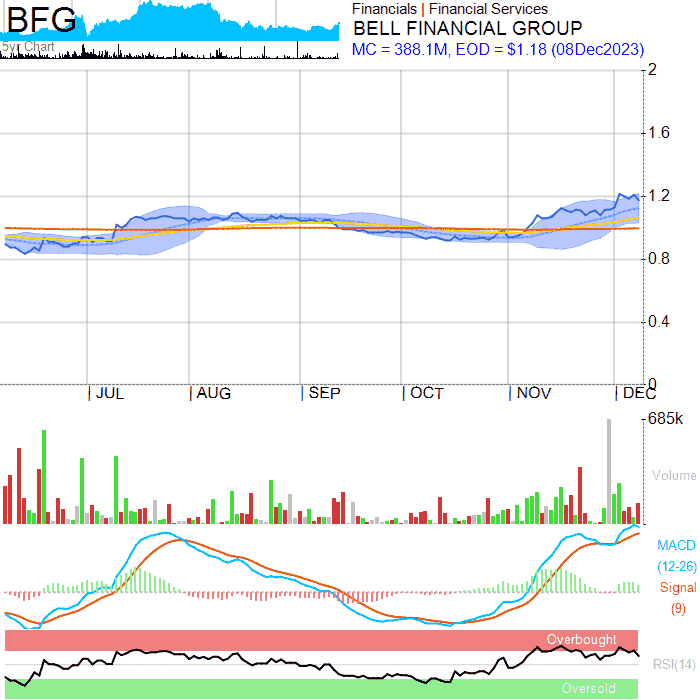 BFG
5yr Chart
Financials | Financial Services
BELL FINANCIAL GROUP
MC = 388.1M, EOD = $1.18 (08Dec2023)
2
1.6
1.2
0.8
0.4
0
JUL AUG SEP OCT NOV DEC
685k
Volume
MACD
(12-26)
Signal
(9)
Overbought
RSI(14)
Oversold